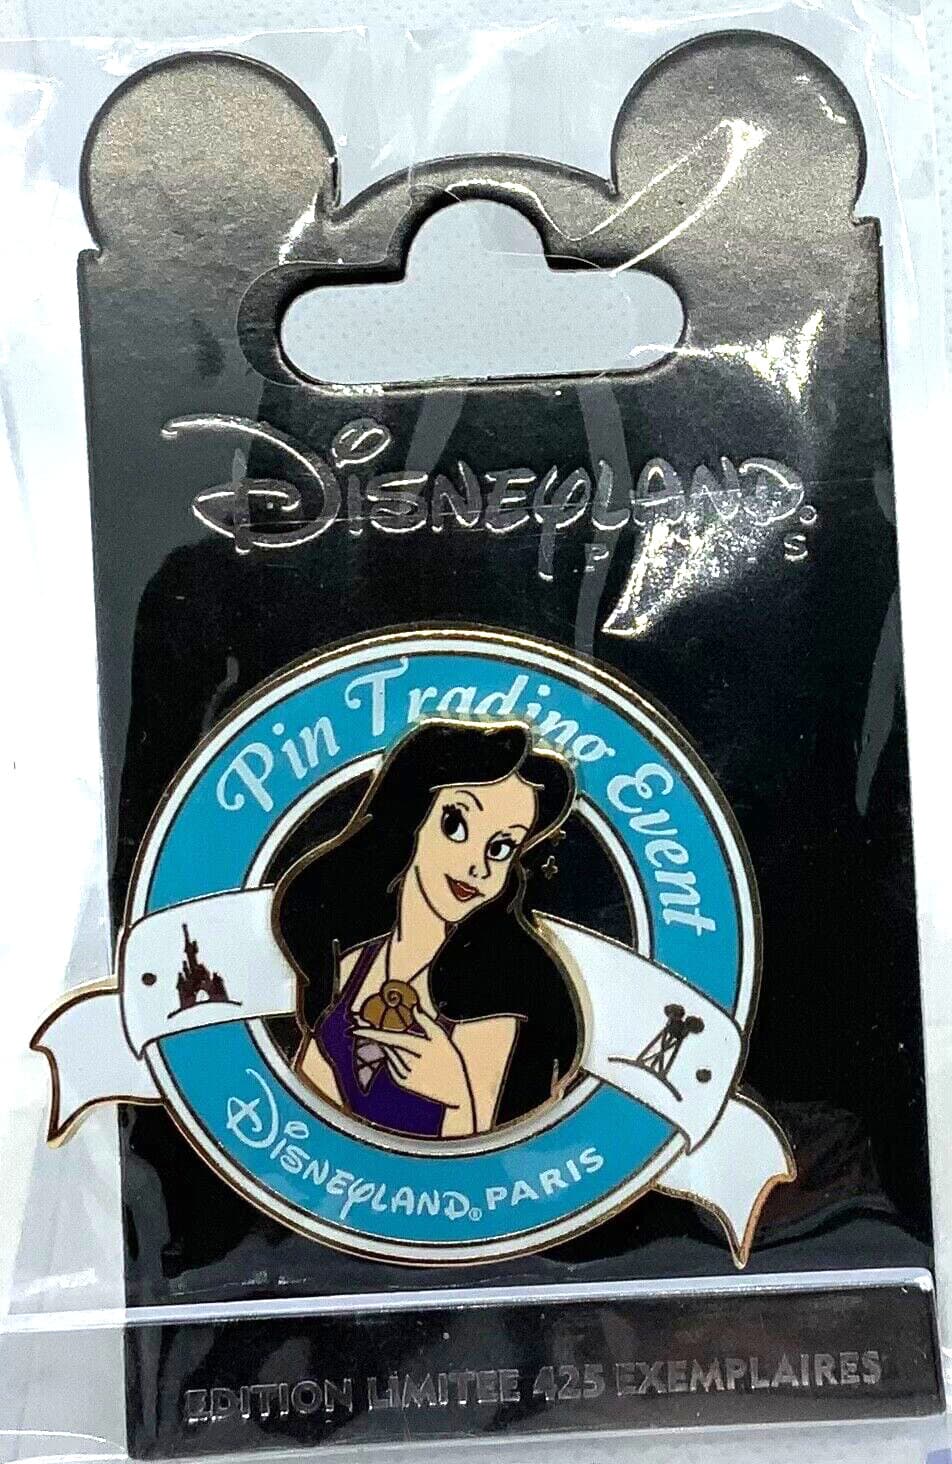 Disneyland.
PARIS
Pin Trading Event
Disneyland® PARIS
EDITION LIMITEE 425 EXEMPLAIRES